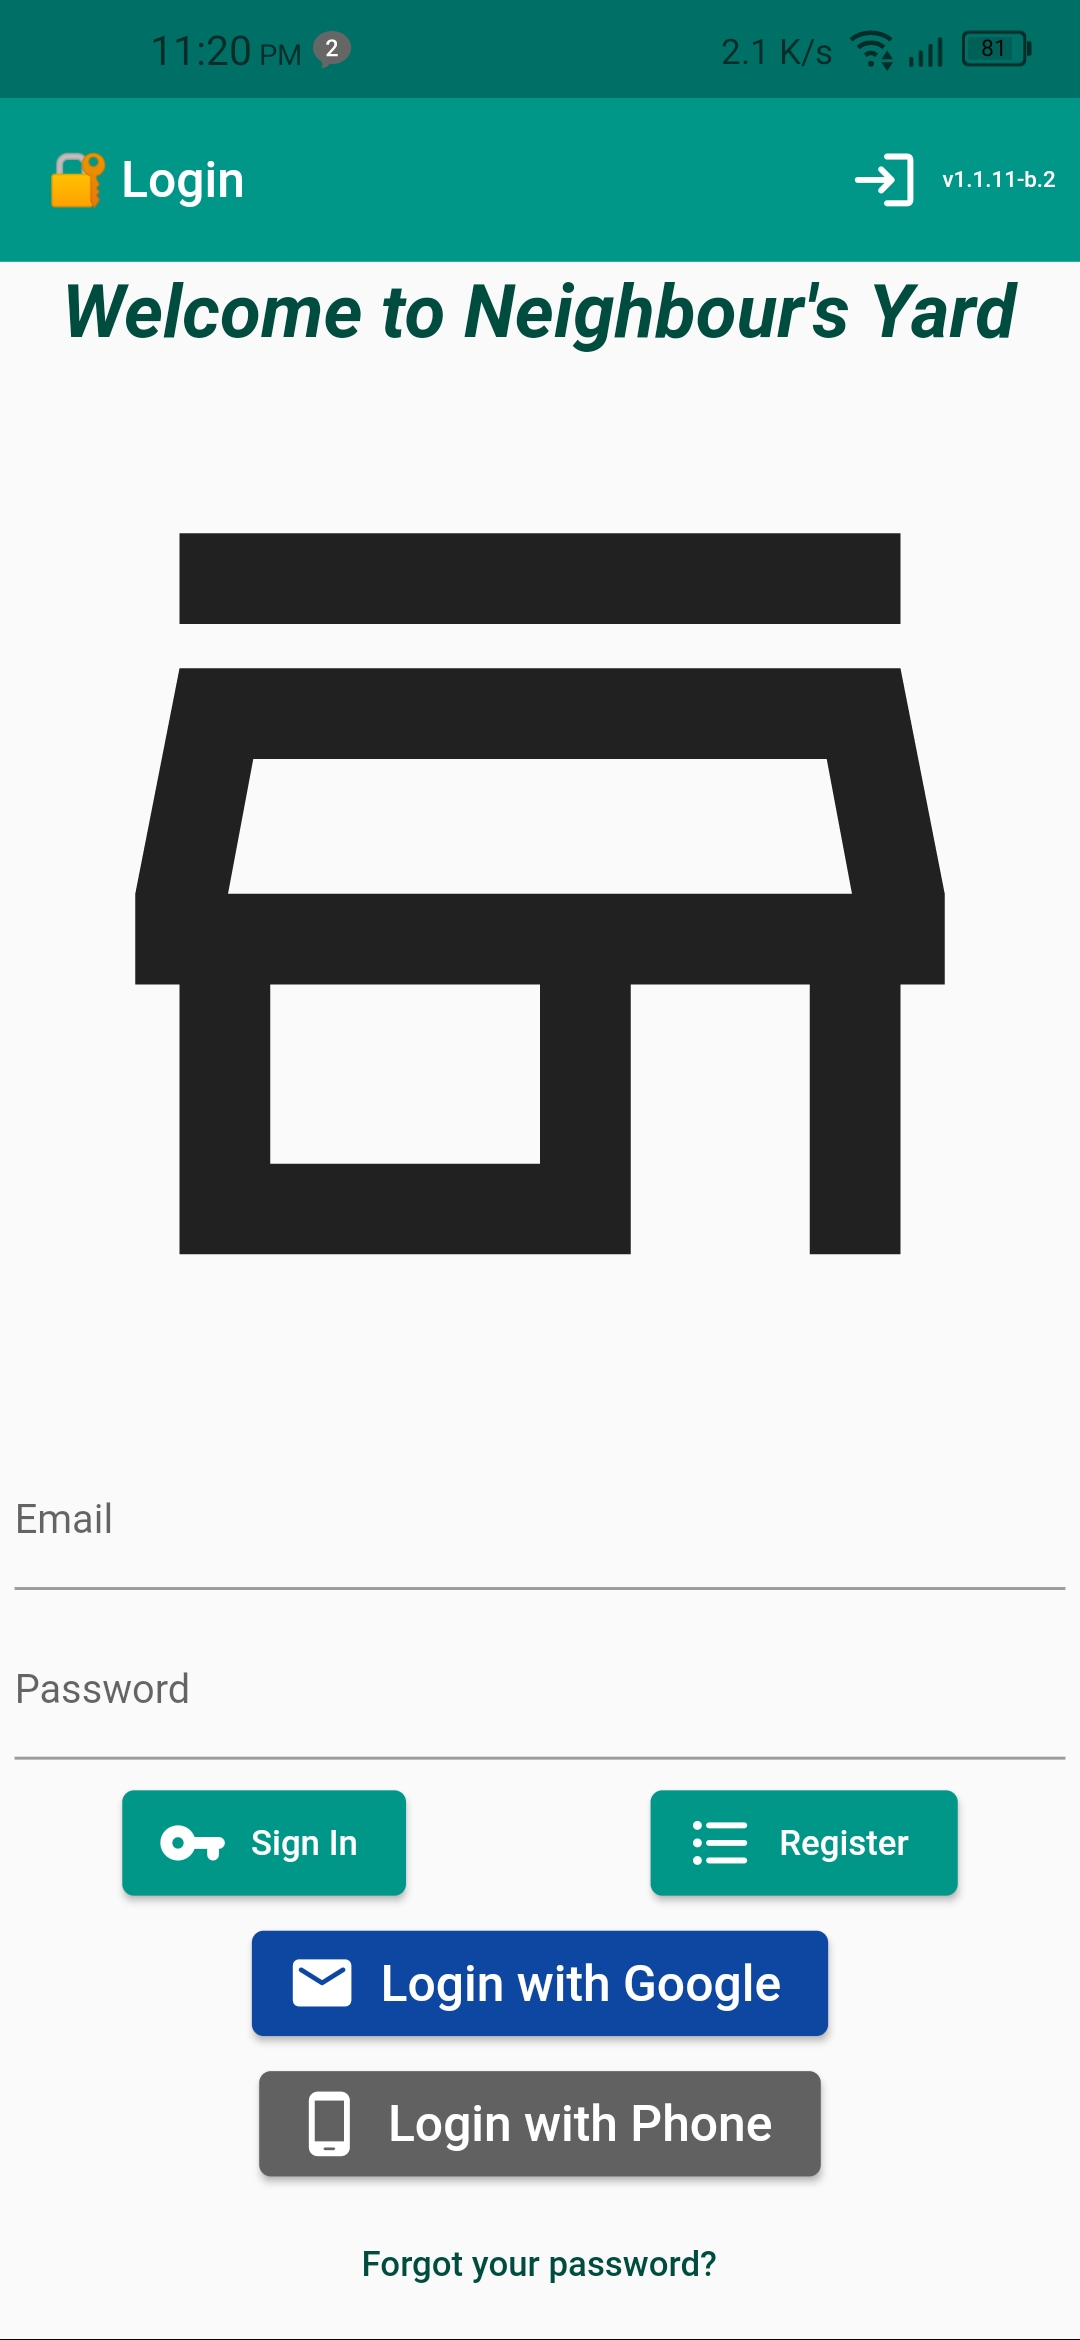 11:20 PM 2 2.1 K/s 81
🔐 Login v1.1.11-b.2
Welcome to Neighbour's Yard
Email
Password
Sign In Register
Login with Google
Login with Phone
Forgot your password?